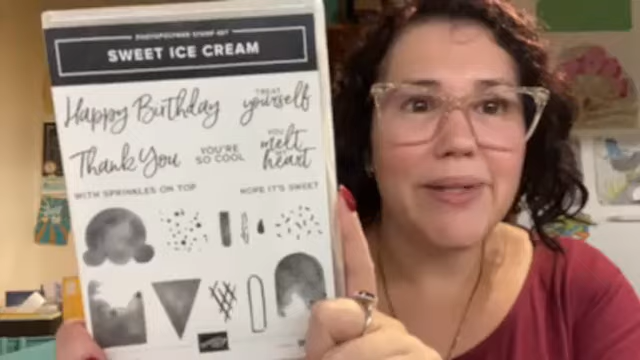 PHOTOPOLYMER STAMP SET
SWEET ICE CREAM
Happy Birthday
TREAT yourself
Thank You
YOU'RE SO COOL
YOU melt MY heart
WITH SPRINKLES ON TOP
HOPE IT'S SWEET